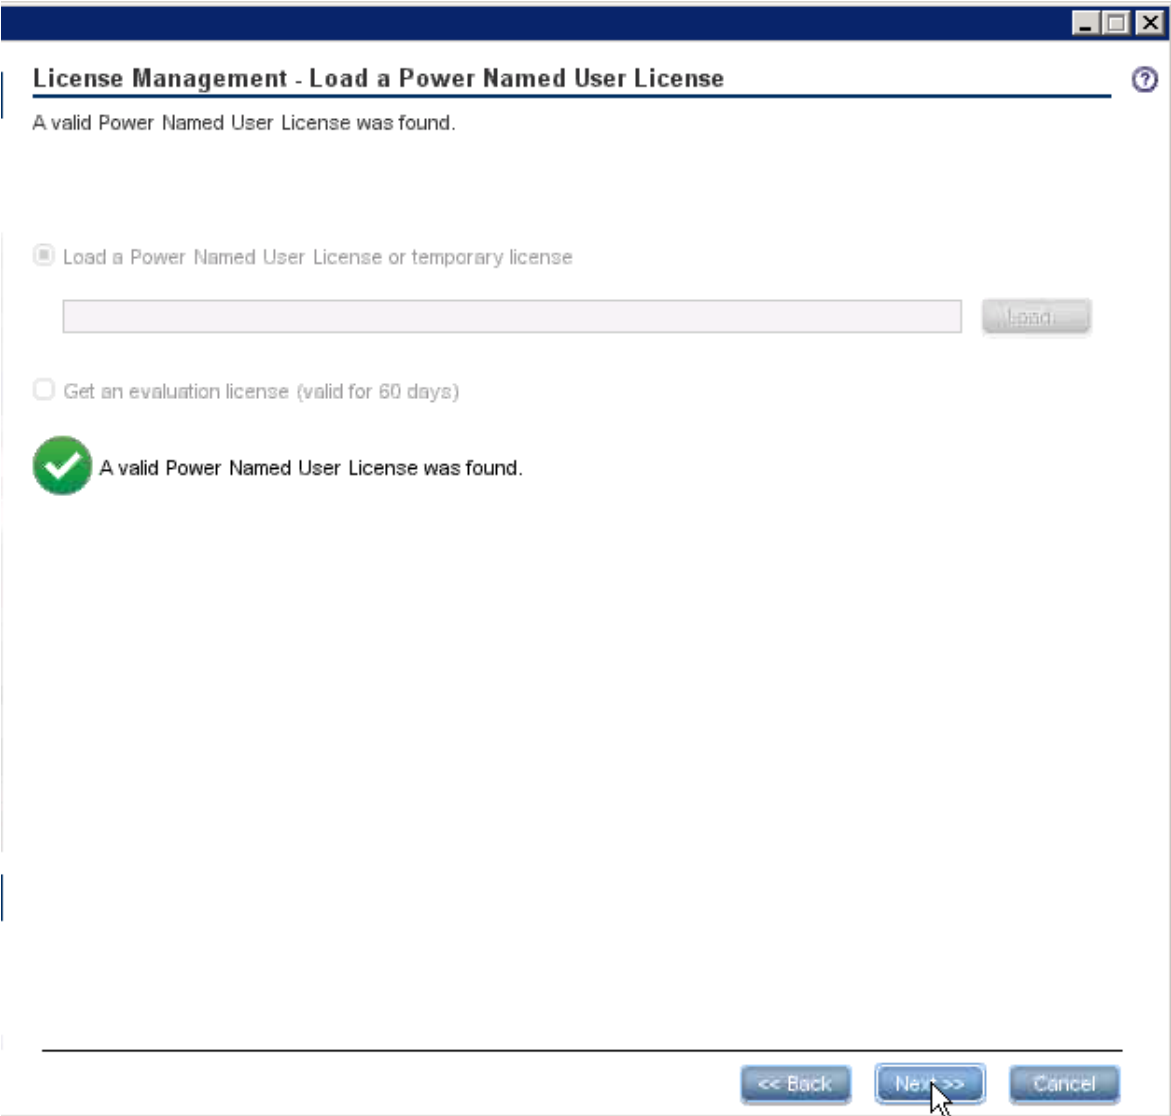 License Management - Load a Power Named User License
A valid Power Named User License was found.
Load a Power Named User License or temporary license
Load...
Get an evaluation license (valid for 60 days)
A valid Power Named User License was found.
<< Back
Next >>
Cancel